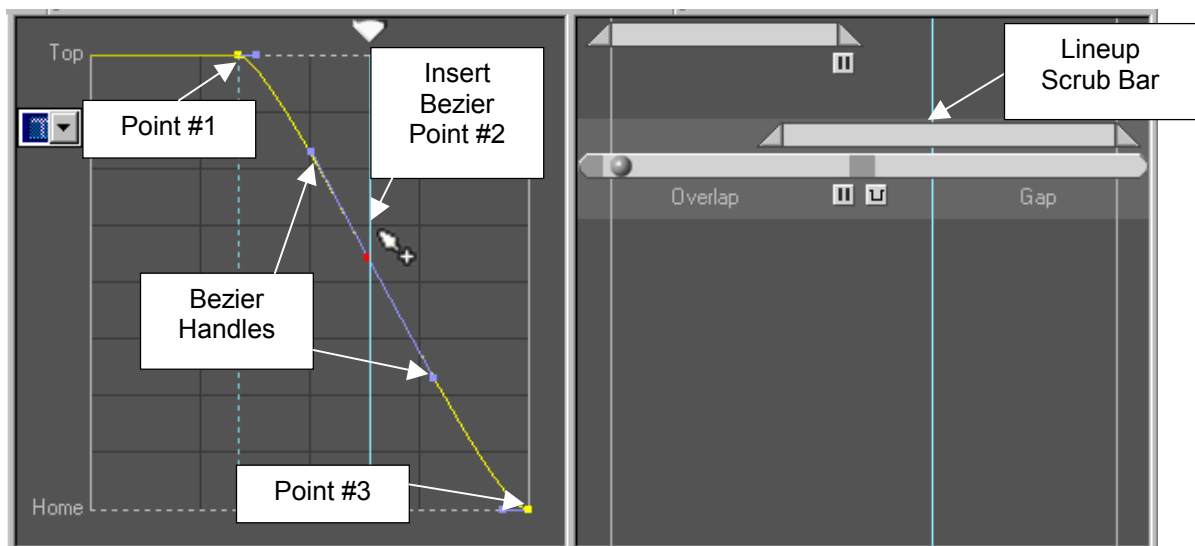 Top
Point #1
Insert
Bezier
Point #2
Bezier
Handles
Point #3
Home
Lineup
Scrub Bar
Overlap
Gap